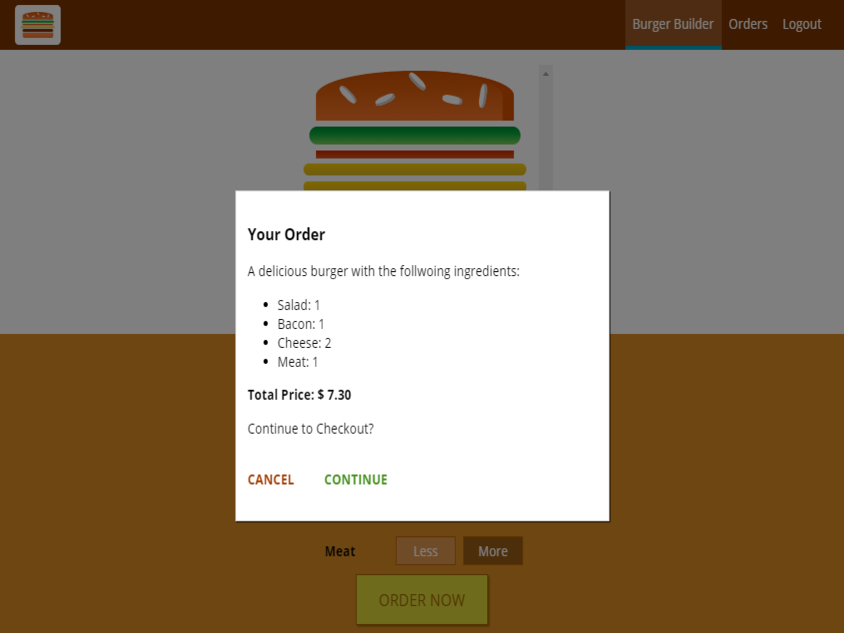 Burger Builder Orders Logout
Your Order
A delicious burger with the follwoing ingredients:
Salad: 1
Bacon: 1
Cheese: 2
Meat: 1
Total Price: $ 7.30
Continue to Checkout?
CANCEL CONTINUE
Meat Less More
ORDER NOW